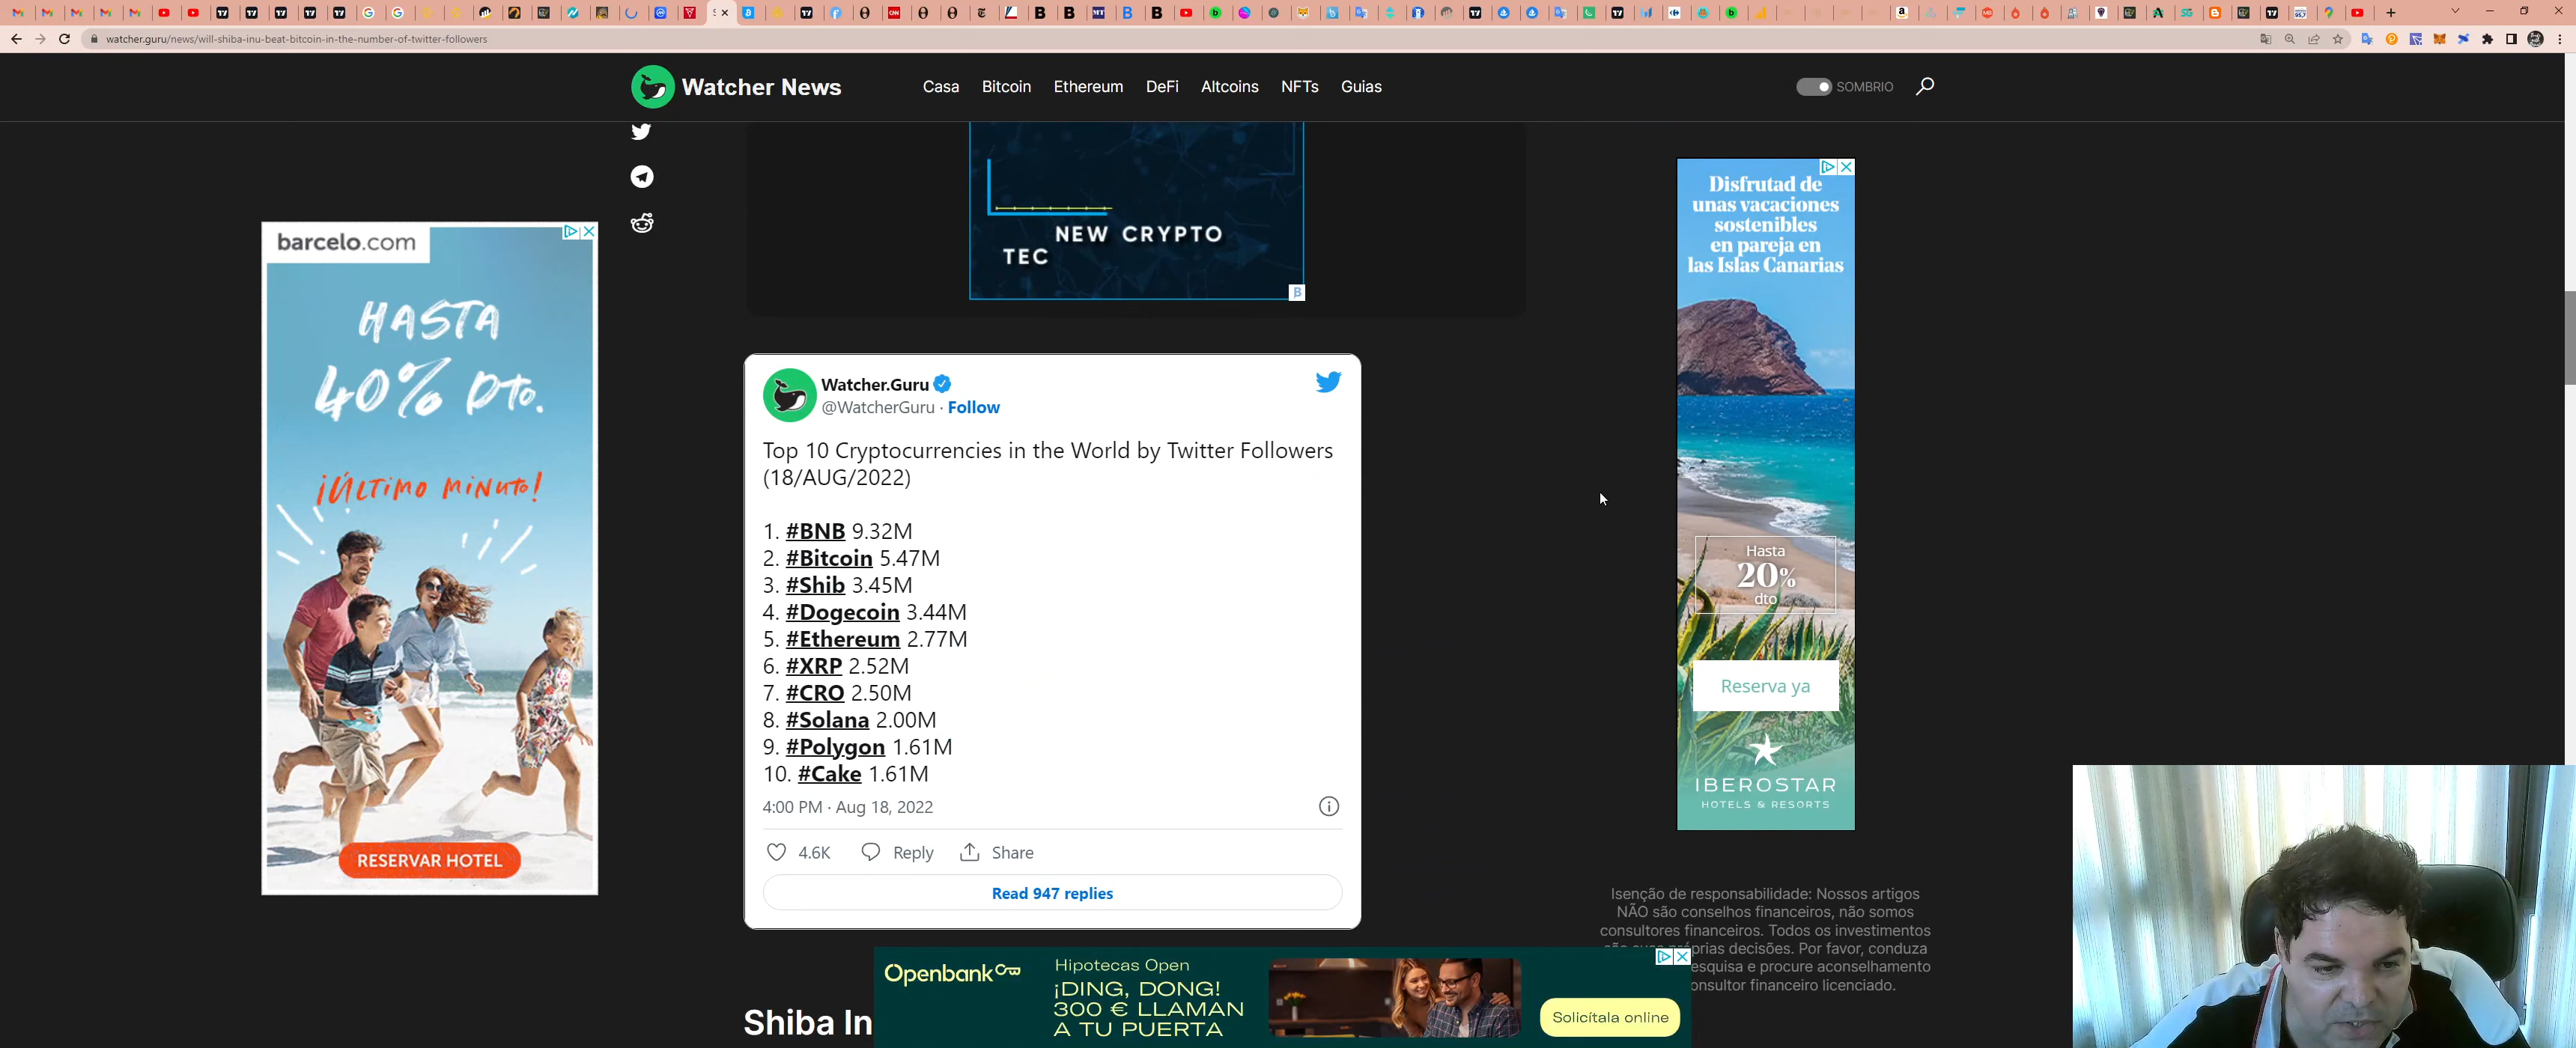 watcher.guru/news/will-shiba-inu-beat-bitcoin-in-the-number-of-twitter-followers
Watcher News
Casa
Bitcoin
Ethereum
DeFi
Altcoins
NFTs
Guias
SOMBRIO
NEW CRYPTO
TEC
barcelo.com
HASTA
40% Dto.
¡ÚLTIMO MINUTO!
RESERVAR HOTEL
Watcher.Guru
@WatcherGuru · Follow
Top 10 Cryptocurrencies in the World by Twitter Followers
(18/AUG/2022)
1. #BNB 9.32M
2. #Bitcoin 5.47M
3. #Shib 3.45M
4. #Dogecoin 3.44M
5. #Ethereum 2.77M
6. #XRP 2.52M
7. #CRO 2.50M
8. #Solana 2.00M
9. #Polygon 1.61M
10. #Cake 1.61M
4:00 PM · Aug 18, 2022
4.6K Reply Share
Read 947 replies
Shiba In
Disfrutad de
unas vacaciones
sostenibles
en pareja en
las Islas Canarias
Hasta
20%
dto
Reserva ya
IBEROSTAR
HOTELS & RESORTS
Isenção de responsabilidade: Nossos artigos
NÃO são conselhos financeiros, não somos
consultores financeiros. Todos os investimentos
decisões. Por favor, conduza
esquisa e procure aconselhamento
onsultor financeiro licenciado.
Openbank
Hipotecas Open
¡DING, DONG!
300 € LLAMAN
A TU PUERTA
Solicítala online